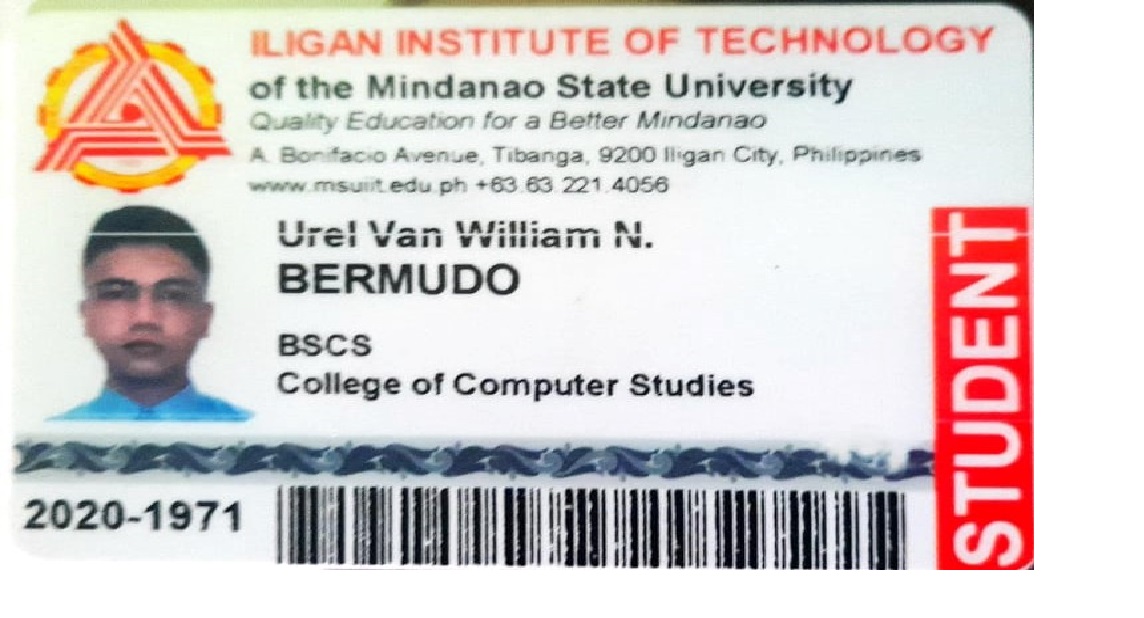 ILIGAN INSTITUTE OF TECHNOLOGY
of the Mindanao State University
Quality Education for a Better Mindanao
A. Bonifacio Avenue, Tibanga, 9200 Iligan City, Philippines
www.msuiit.edu.ph +63.63.221.4056
Urel Van William N.
BERMUDO
BSCS
College of Computer Studies
2020-1971
STUDENT